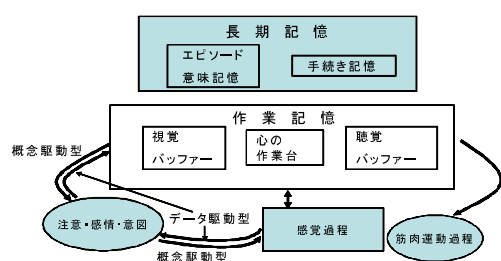 長 期 記 憶
エピソード
意味記憶
手続き記憶
作 業 記 憶
視覚
バッファー
心の
作業台
聴覚
バッファー
概念駆動型
データ駆動型
注意・感情・意図
感覚過程
筋肉運動過程
概念駆動型